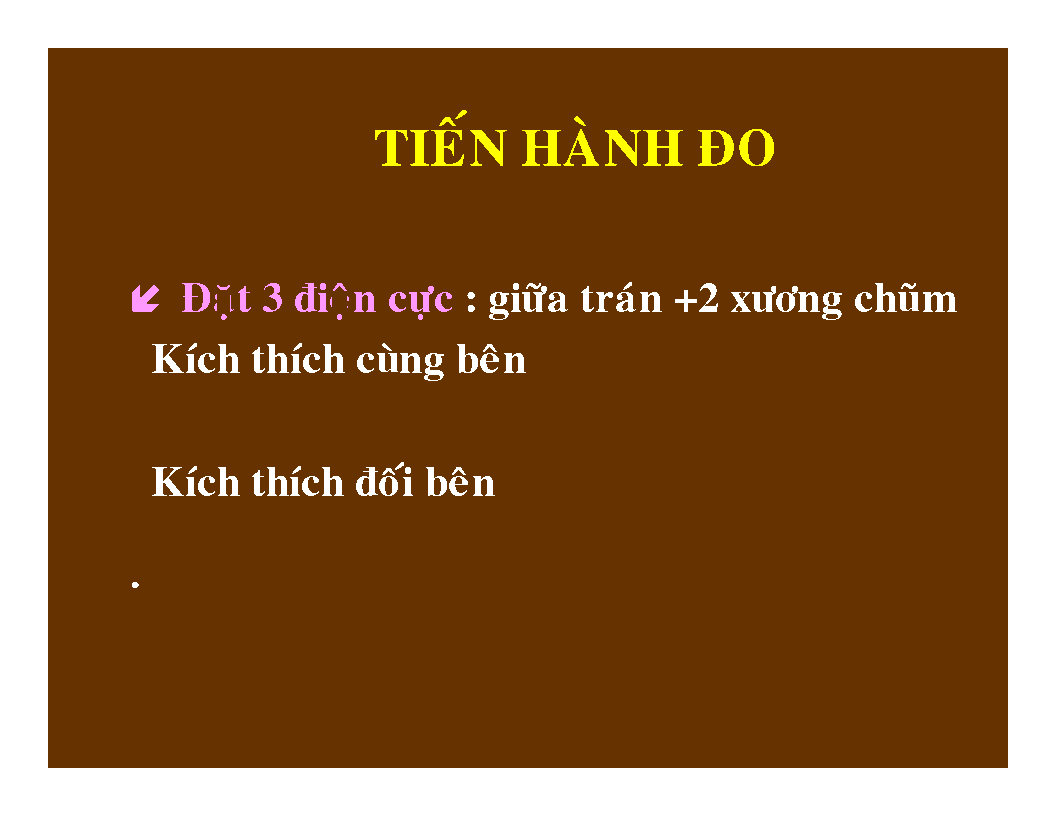 TIẾN HÀNH ĐO
Đặt 3 điện cực : giữa trán +2 xương chũm
Kích thích cùng bên
Kích thích đối bên
.